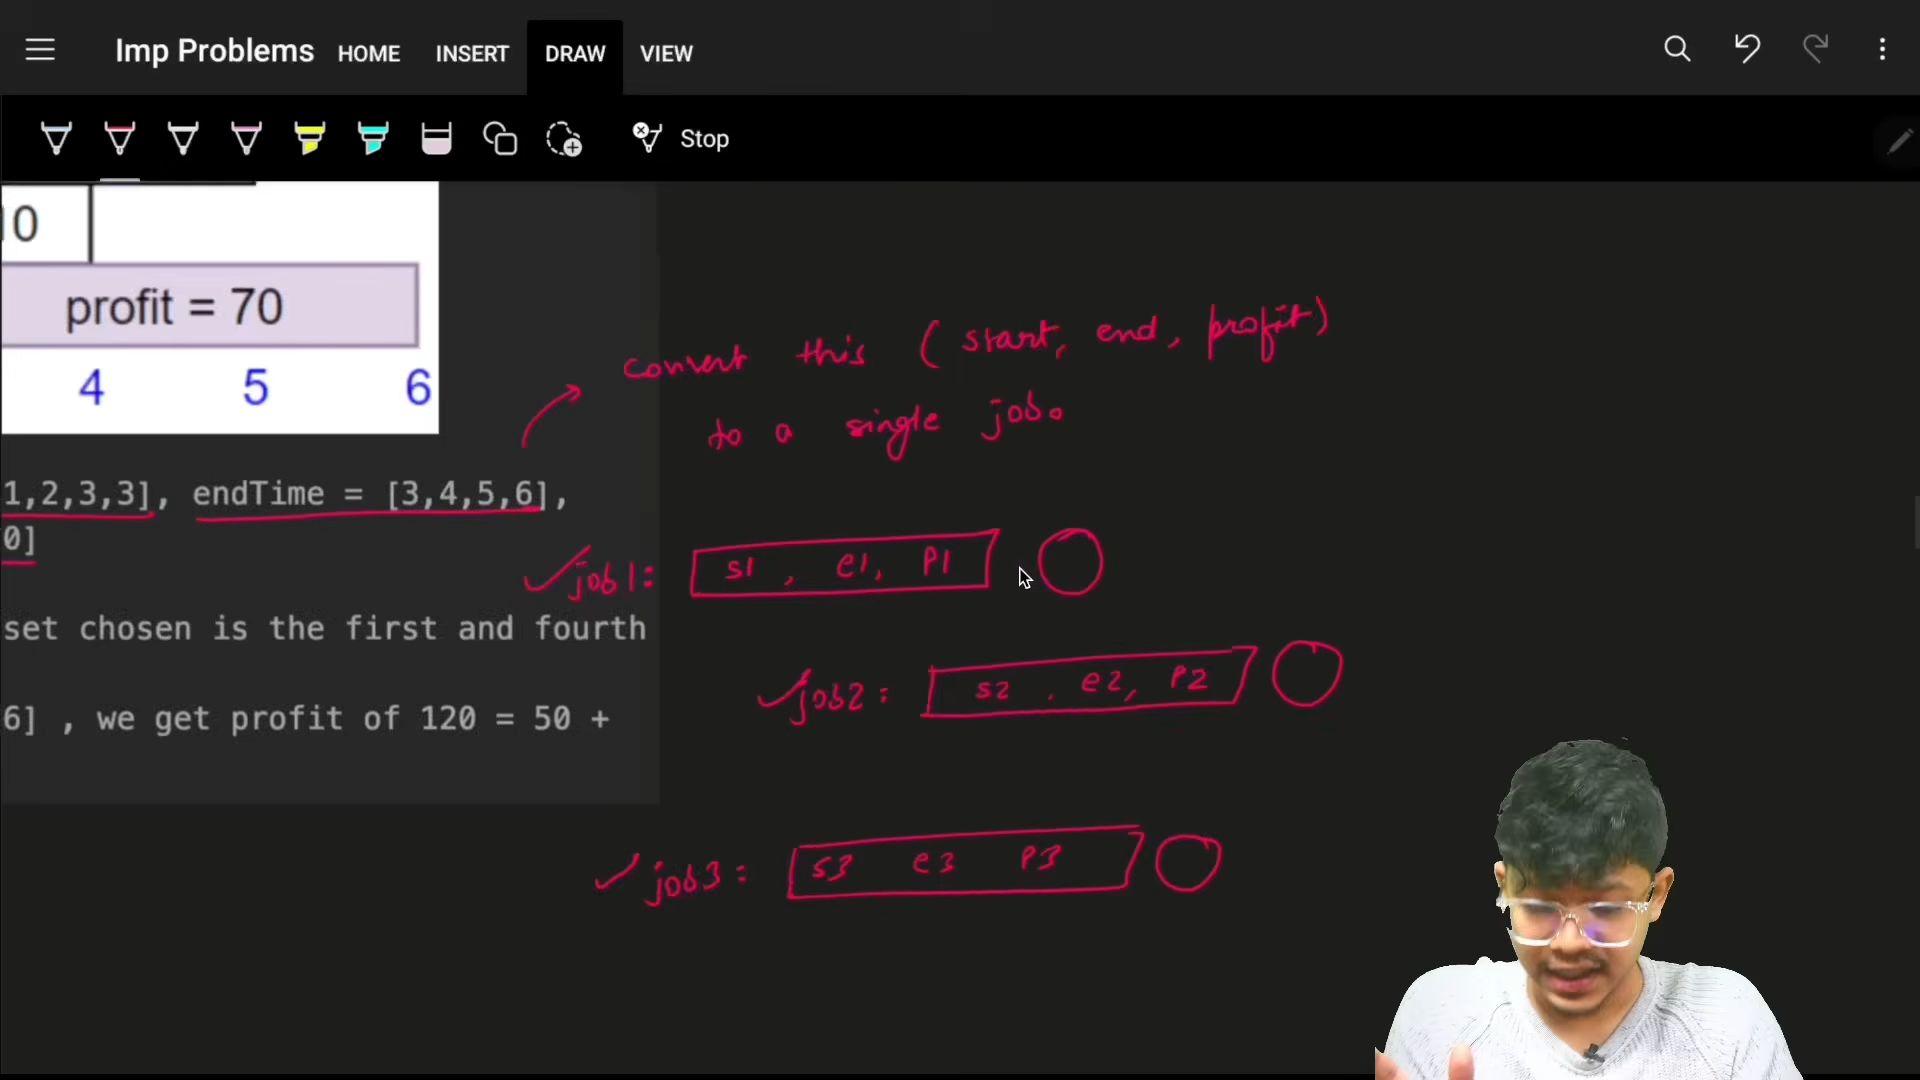 Imp Problems HOME INSERT DRAW VIEW
Stop
10
profit = 70
4 5 6
convert this (start, end, profit)
to a single job.
1,2,3,3], endTime = [3,4,5,6],
0]
job1: s1, e1, P1
set chosen is the first and fourth
job2: s2, e2, P2
6] , we get profit of 120 = 50 +
job3: s3 e3 P3